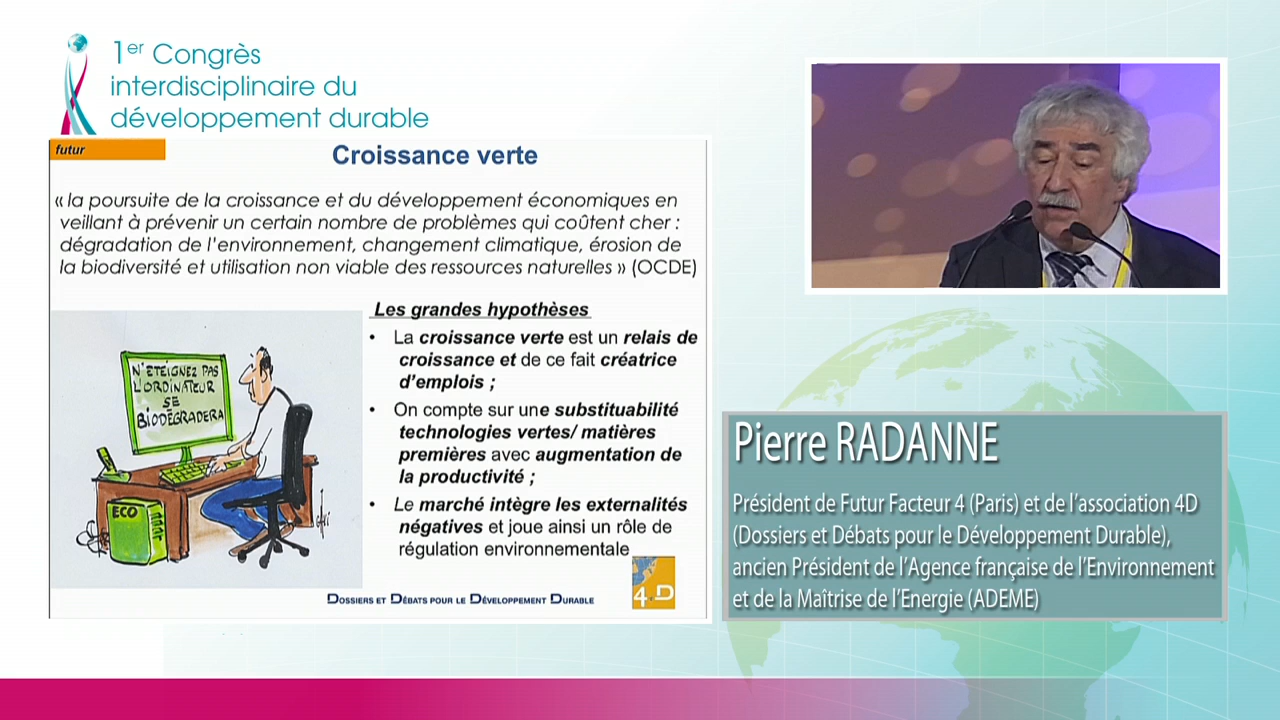 1er Congrès
interdisciplinaire du
développement durable
futur
Croissance verte
« la poursuite de la croissance et du développement économiques en
veillant à prévenir un certain nombre de problèmes qui coûtent cher :
dégradation de l'environnement, changement climatique, érosion de
la biodiversité et utilisation non viable des ressources naturelles » (OCDE)
N'ÉTEIGNEZ PAS
L'ORDINATEUR
SE
BIODÉGRADERA
ECO
Les grandes hypothèses
• La croissance verte est un relais de
croissance et de ce fait créatrice
d'emplois ;
• On compte sur une substituabilité
technologies vertes/ matières
premières avec augmentation de
la productivité ;
• Le marché intègre les externalités
négatives et joue ainsi un rôle de
régulation environnementale
DOSSIERS ET DÉBATS POUR LE DÉVELOPPEMENT DURABLE
4D
Pierre RADANNE
Président de Futur Facteur 4 (Paris) et de l'association 4D
(Dossiers et Débats pour le Développement Durable),
ancien Président de l'Agence française de l'Environnement
et de la Maîtrise de l'Energie (ADEME)